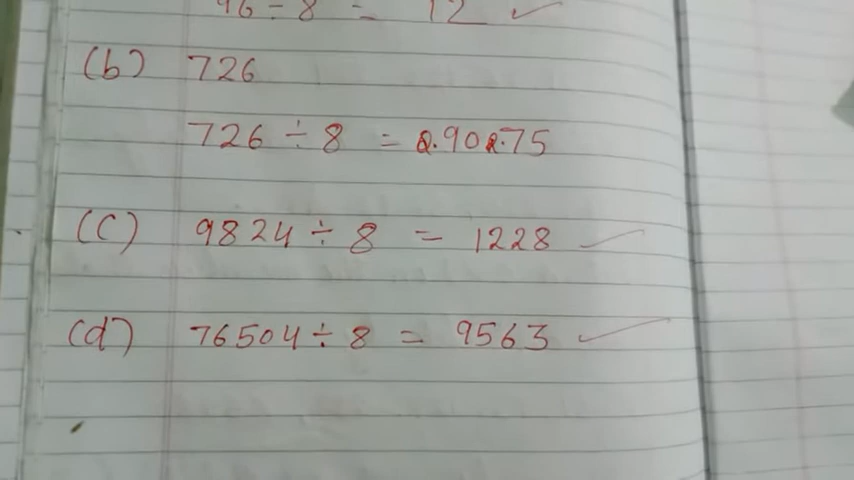 96 ÷ 8 = 12 ✓
(b) 726
726 ÷ 8 = 90.75
(c) 9824 ÷ 8 = 1228 ✓
(d) 76504 ÷ 8 = 9563 ✓